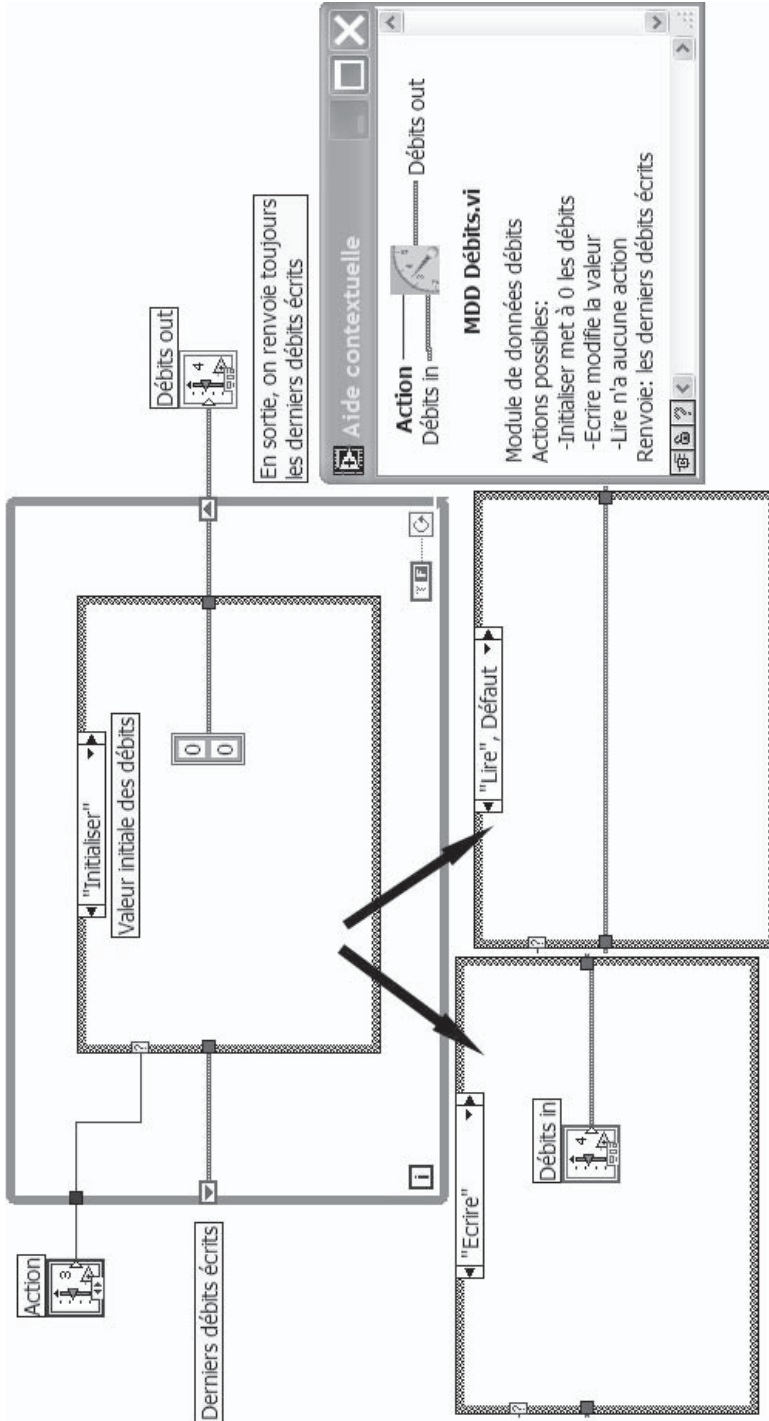 Action
3
Derniers débits écrits
i
"Initialiser"
Valeur initiale des débits
0
0
?
F
Débits out
4
En sortie, on renvoie toujours
les derniers débits écrits
"Ecrire"
?
Débits in
4
"Lire", Défaut
?
Aide contextuelle
Action
Débits in
Débits out
MDD Débits.vi
Module de données débits
Actions possibles:
-Initialiser met à 0 les débits
-Ecrire modifie la valeur
-Lire n'a aucune action
Renvoie: les derniers débits écrits
?